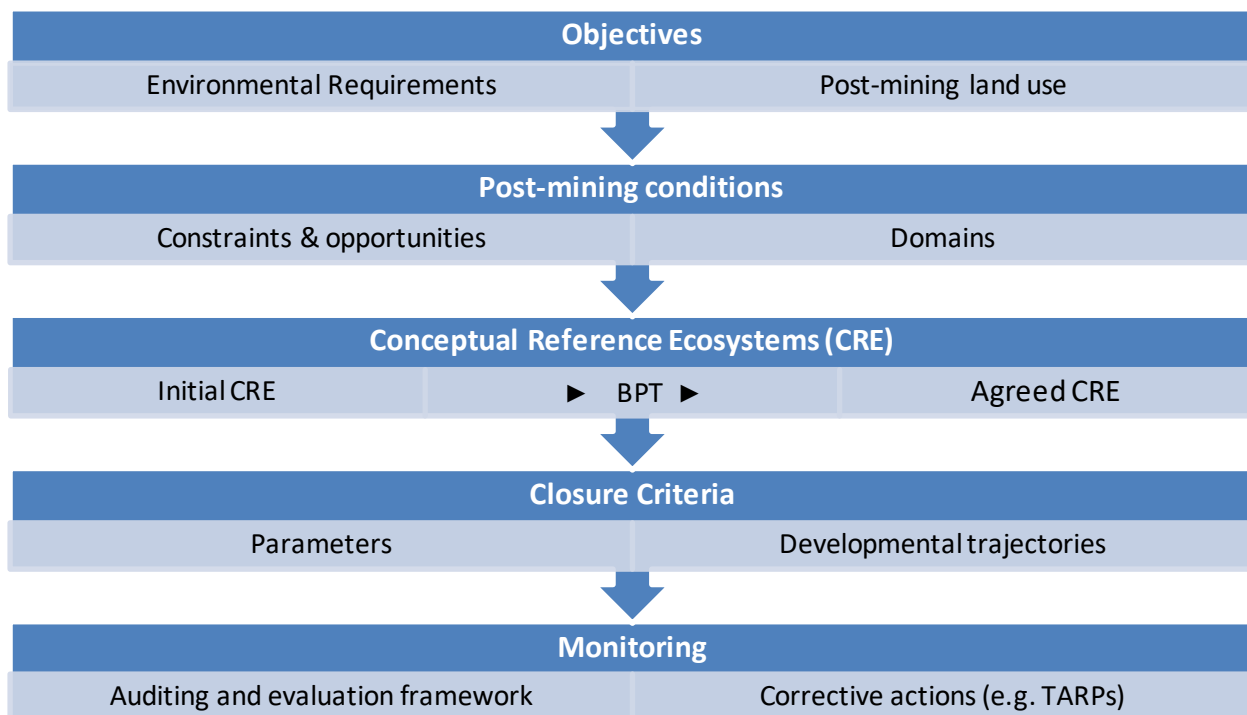 Objectives
Environmental Requirements Post-mining land use
Post-mining conditions
Constraints & opportunities Domains
Conceptual Reference Ecosystems (CRE)
Initial CRE ► BPT ► Agreed CRE
Closure Criteria
Parameters Developmental trajectories
Monitoring
Auditing and evaluation framework Corrective actions (e.g. TARPs)